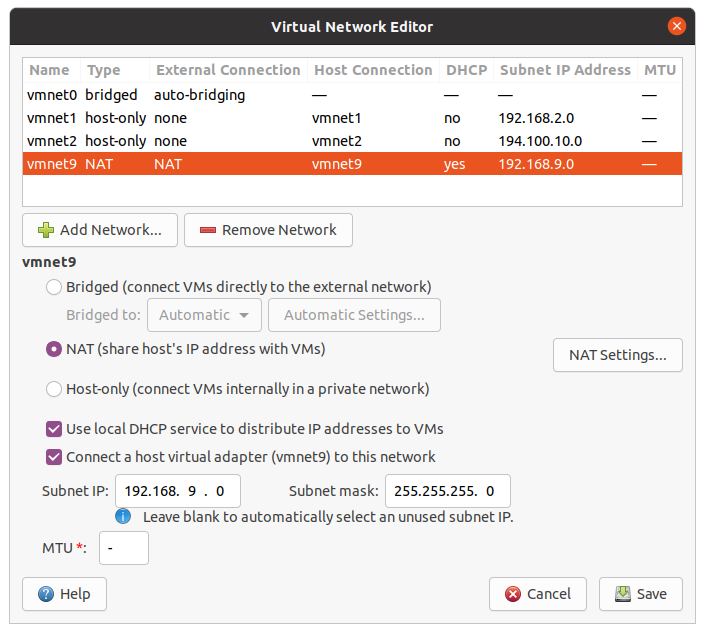 Virtual Network Editor
Name Type External Connection Host Connection DHCP Subnet IP Address MTU
vmnet0 bridged auto-bridging — — — —
vmnet1 host-only none vmnet1 no 192.168.2.0 —
vmnet2 host-only none vmnet2 no 194.100.10.0 —
vmnet9 NAT NAT vmnet9 yes 192.168.9.0 —
Add Network... Remove Network
vmnet9
Bridged (connect VMs directly to the external network)
Bridged to: Automatic Automatic Settings...
NAT (share host's IP address with VMs) NAT Settings...
Host-only (connect VMs internally in a private network)
Use local DHCP service to distribute IP addresses to VMs
Connect a host virtual adapter (vmnet9) to this network
Subnet IP: 192.168. 9 . 0 Subnet mask: 255.255.255. 0
Leave blank to automatically select an unused subnet IP.
MTU *: -
Help Cancel Save